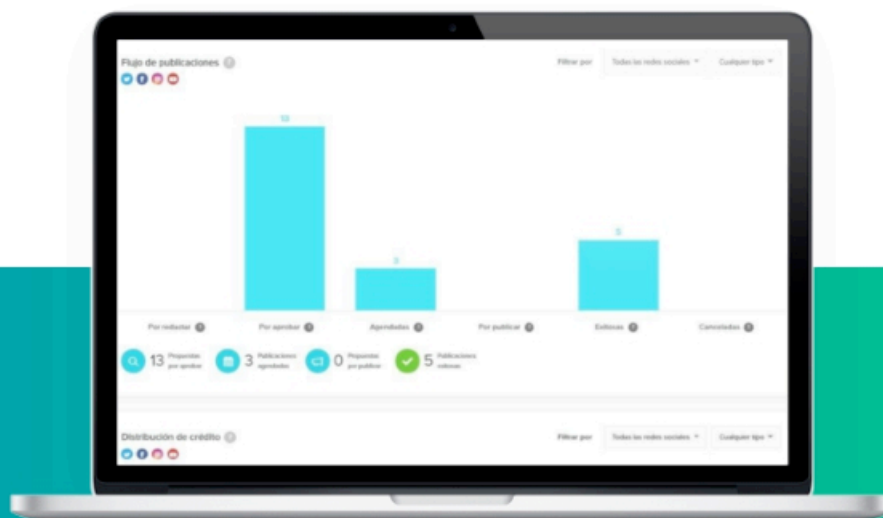 Flujo de publicaciones
Filtrar por Todas las redes sociales Cualquier tipo
13
3
5
Por redactar Por aprobar Agendadas Por publicar Exitosas Canceladas
13 Propuestas por aprobar 3 Publicaciones agendadas 0 Propuestas por publicar 5 Publicaciones exitosas
Distribución de crédito
Filtrar por Todas las redes sociales Cualquier tipo